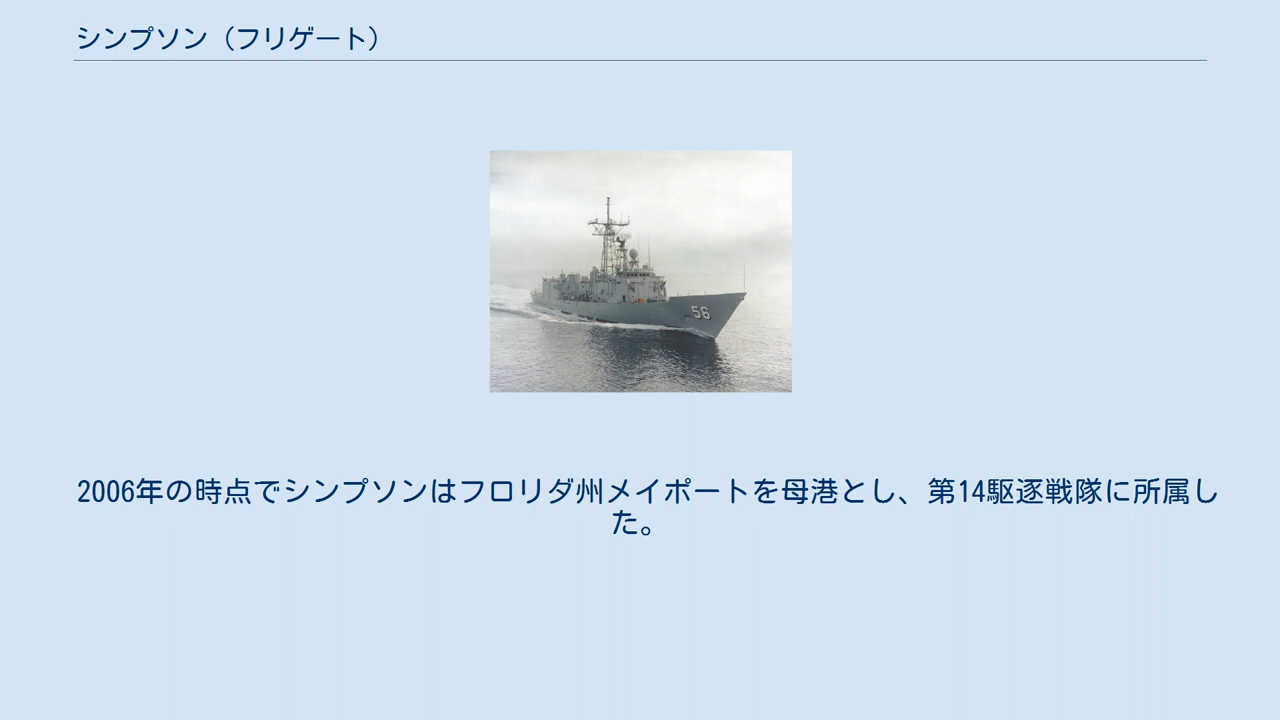 シンプソン（フリゲート）
56
2006年の時点でシンプソンはフロリダ州メイポートを母港とし、第14駆逐戦隊に所属し
た。